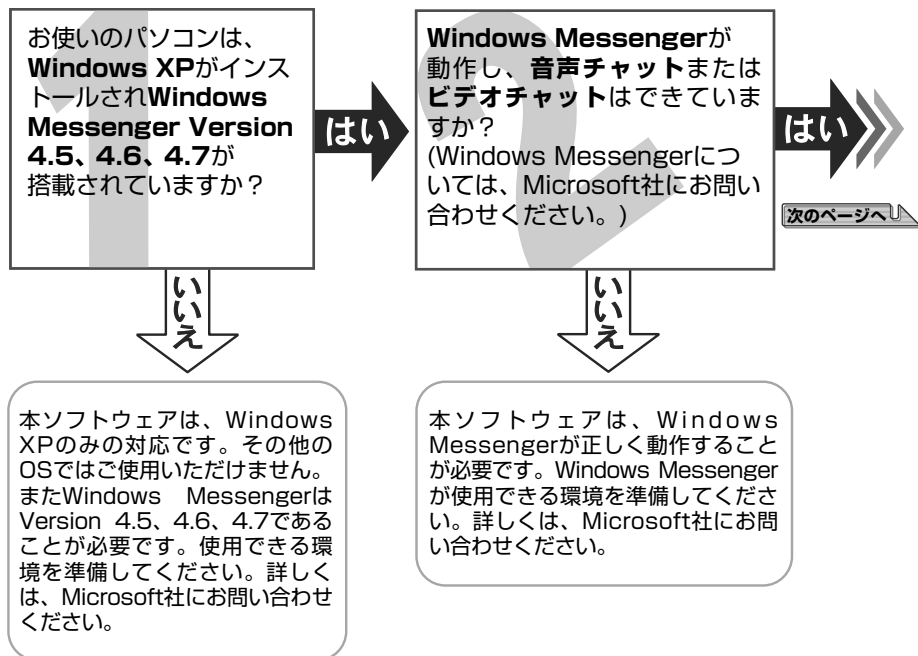 1
お使いのパソコンは、
Windows XPがインス
トールされWindows
Messenger Version
4.5、4.6、4.7が
搭載されていますか？
はい
2
Windows Messengerが
動作し、音声チャットまたは
ビデオチャットはできていま
すか？
(Windows Messengerにつ
いては、Microsoft社にお問い
合わせください。)
はい
次のページへ
いいえ
いいえ
本ソフトウェアは、Windows
XPのみの対応です。その他の
OSではご使用いただけません。
またWindows Messengerは
Version 4.5、4.6、4.7である
ことが必要です。使用できる環
境を準備してください。詳しく
は、Microsoft社にお問い合わせ
ください。
本ソフトウェアは、Windows
Messengerが正しく動作すること
が必要です。Windows Messenger
が使用できる環境を準備してくださ
い。詳しくは、Microsoft社にお問
い合わせください。